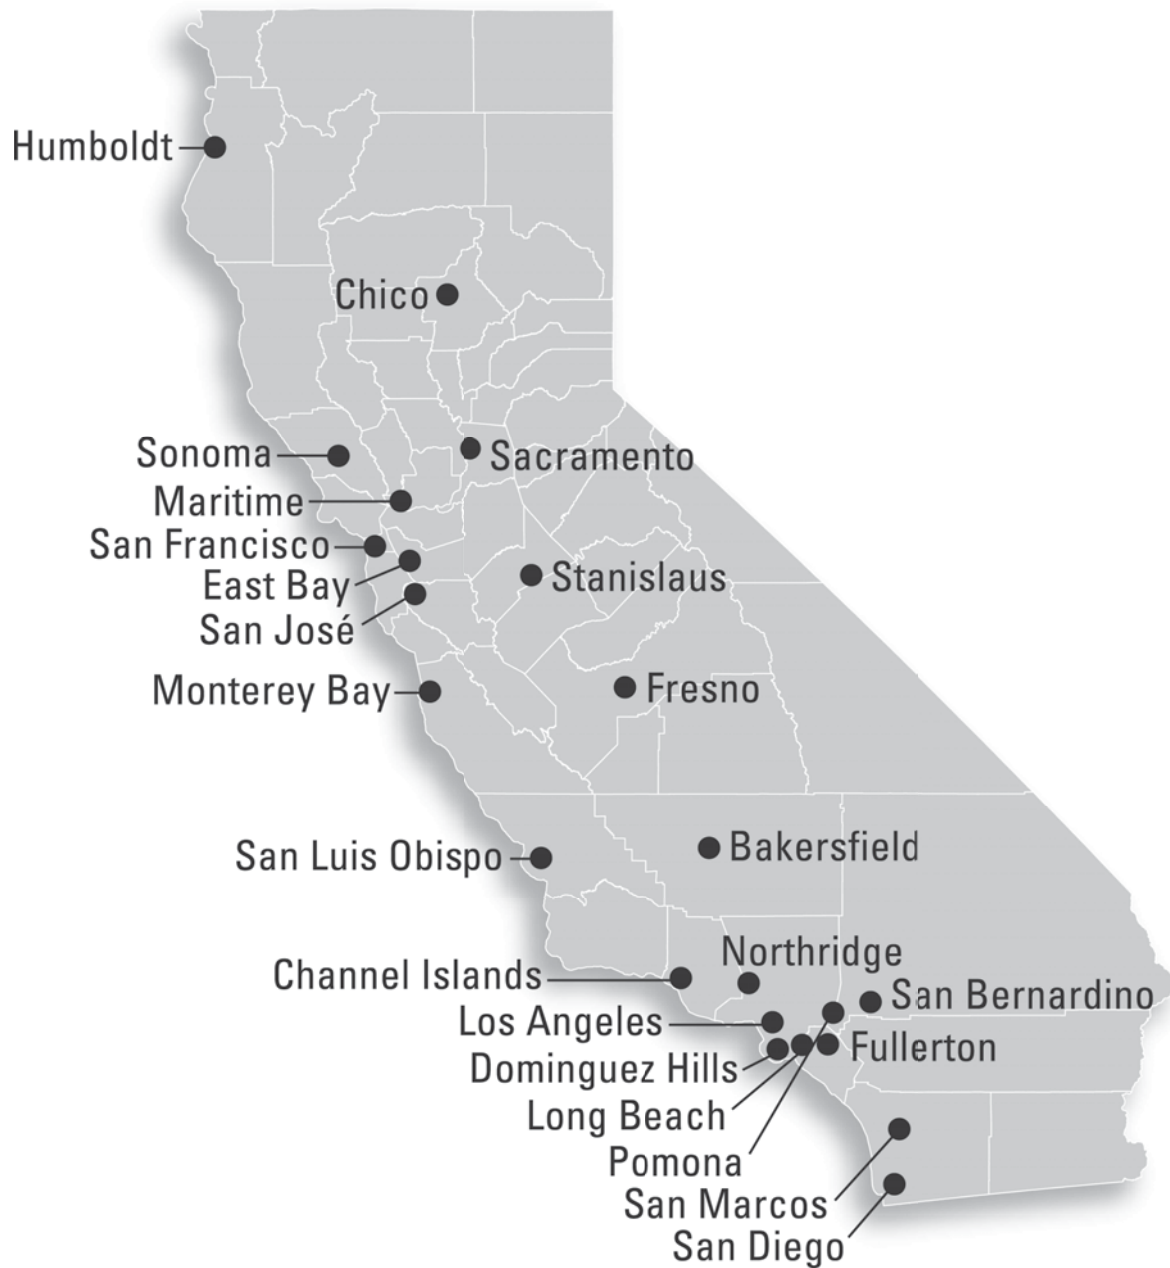 Humboldt
Chico
Sonoma
Sacramento
Maritime
San Francisco
East Bay
Stanislaus
San José
Monterey Bay
Fresno
San Luis Obispo
Bakersfield
Northridge
Channel Islands
San Bernardino
Los Angeles
Fullerton
Dominguez Hills
Long Beach
Pomona
San Marcos
San Diego